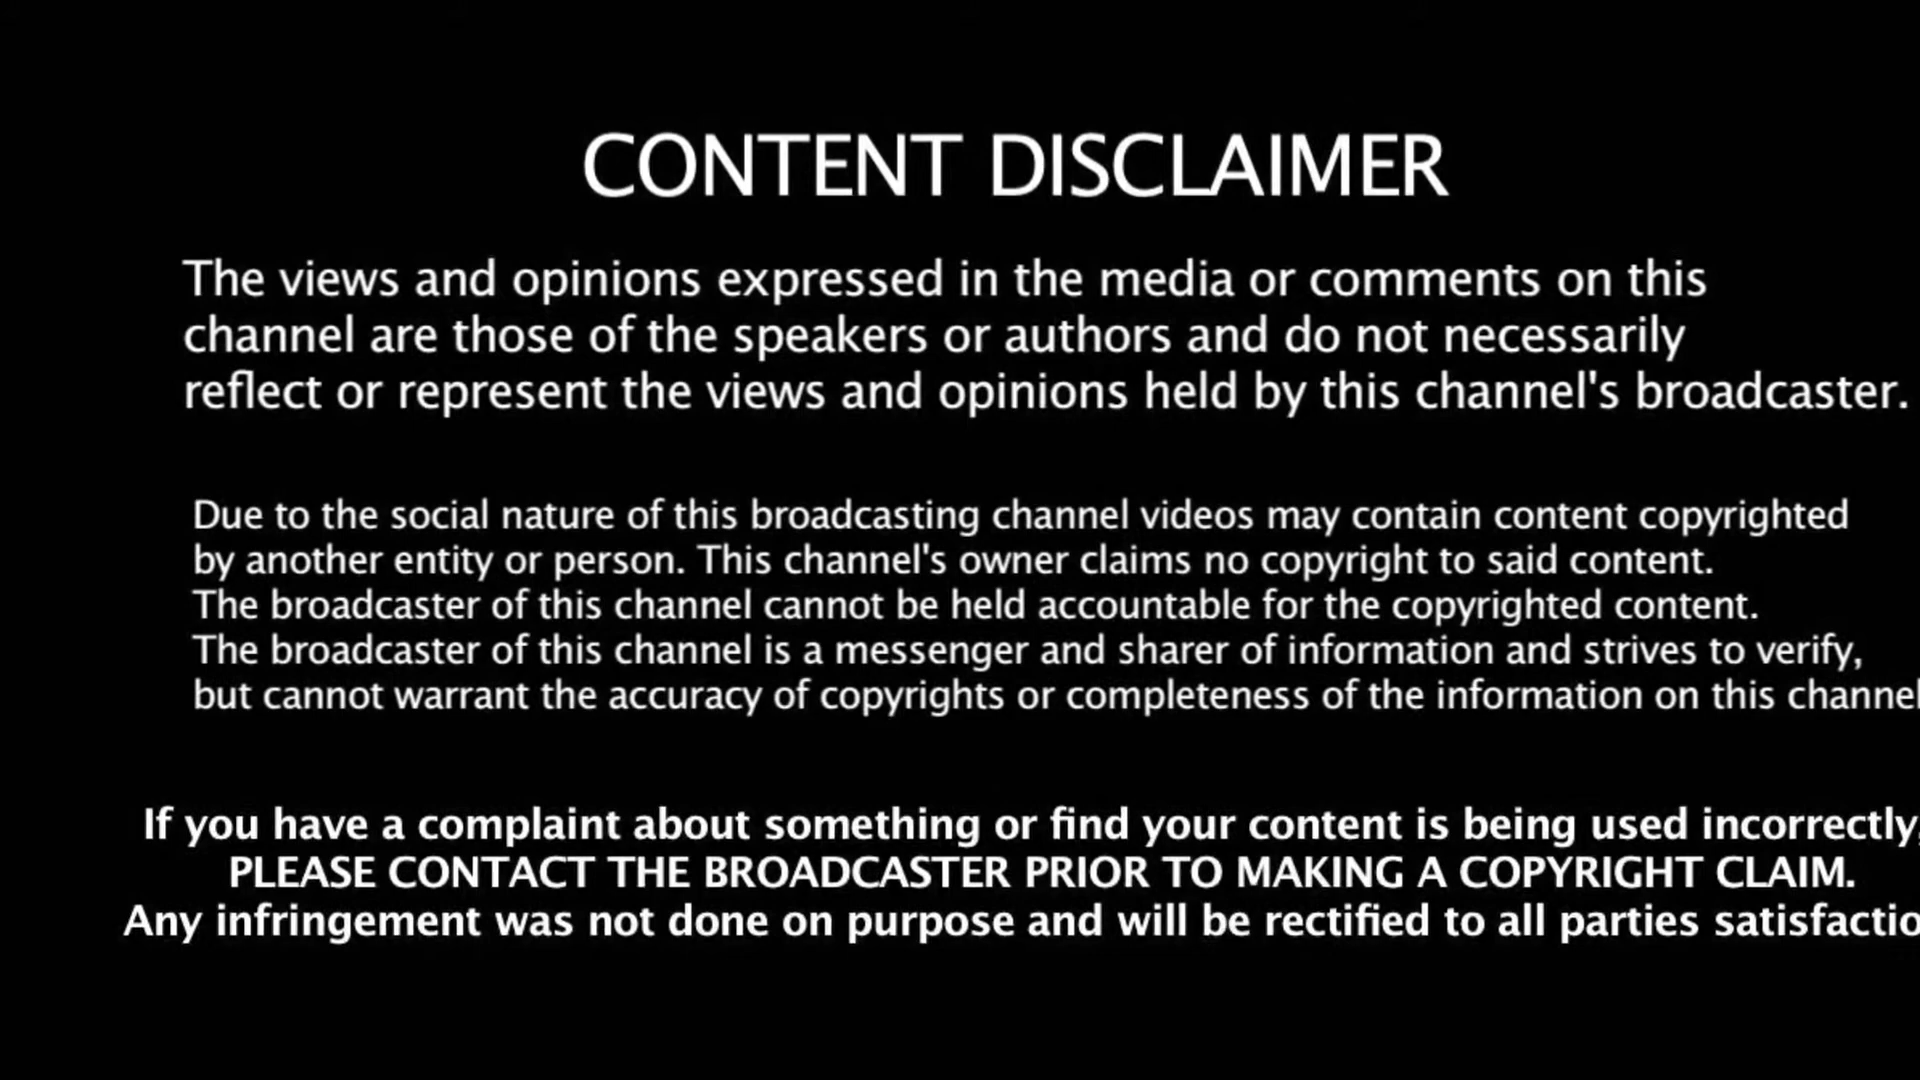 CONTENT DISCLAIMER
The views and opinions expressed in the media or comments on this
channel are those of the speakers or authors and do not necessarily
reflect or represent the views and opinions held by this channel's broadcaster.
Due to the social nature of this broadcasting channel videos may contain content copyrighted
by another entity or person. This channel's owner claims no copyright to said content.
The broadcaster of this channel cannot be held accountable for the copyrighted content.
The broadcaster of this channel is a messenger and sharer of information and strives to verify,
but cannot warrant the accuracy of copyrights or completeness of the information on this channel
If you have a complaint about something or find your content is being used incorrectly,
PLEASE CONTACT THE BROADCASTER PRIOR TO MAKING A COPYRIGHT CLAIM.
Any infringement was not done on purpose and will be rectified to all parties satisfactio